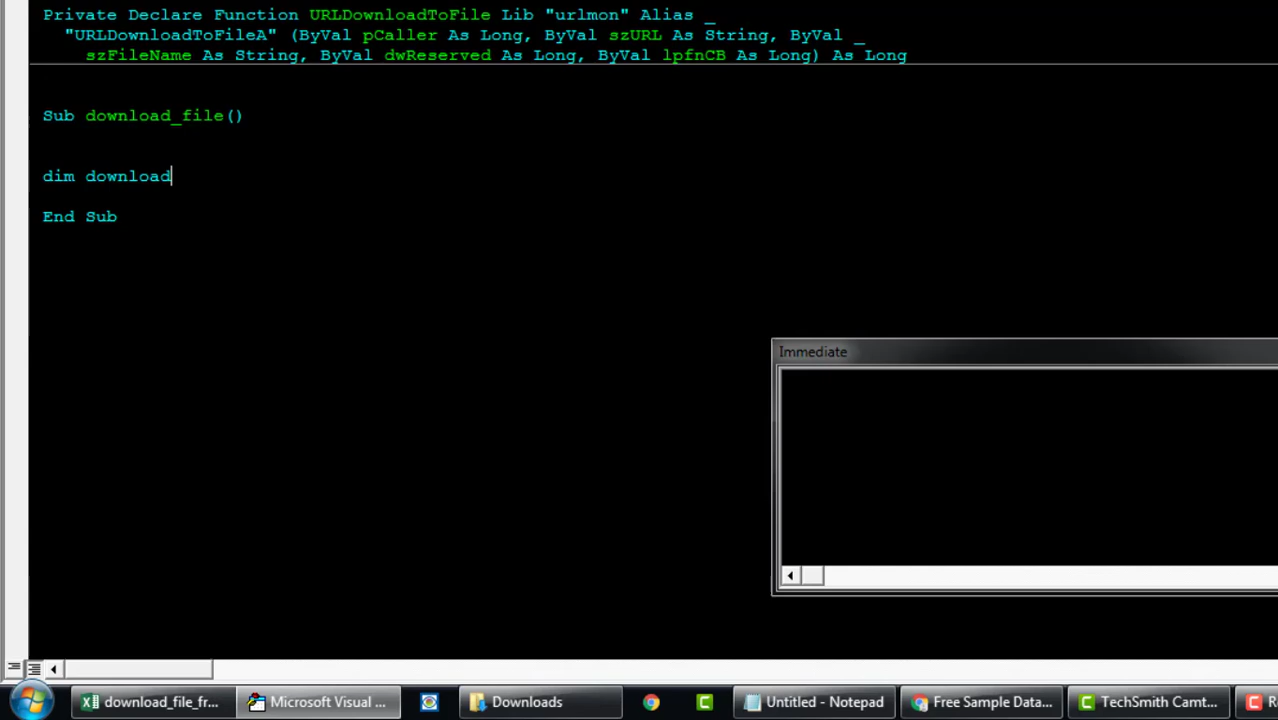 Private Declare Function URLDownloadToFile Lib "urlmon" Alias _
"URLDownloadToFileA" (ByVal pCaller As Long, ByVal szURL As String, ByVal _
szFileName As String, ByVal dwReserved As Long, ByVal lpfnCB As Long) As Long
Sub download_file()
dim download
End Sub
Immediate
download_file_fr... Microsoft Visual ... Downloads Untitled - Notepad Free Sample Data... TechSmith Camt...